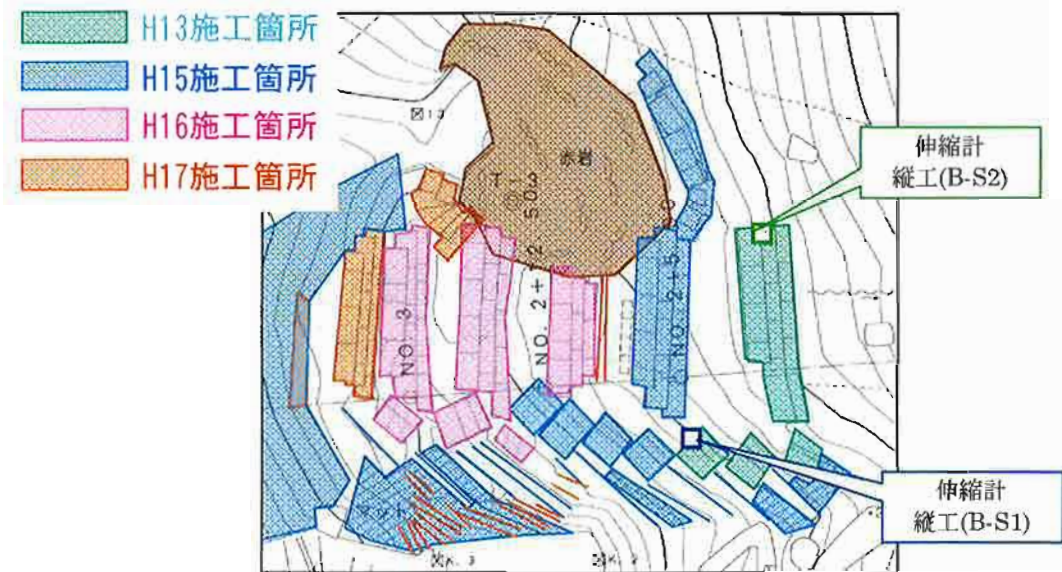 H13施工箇所
H15施工箇所
H16施工箇所
H17施工箇所
伸縮計
縦工(B-S2)
赤岩
NO. 3
NO. 2+5
伸縮計
縦工(B-S1)